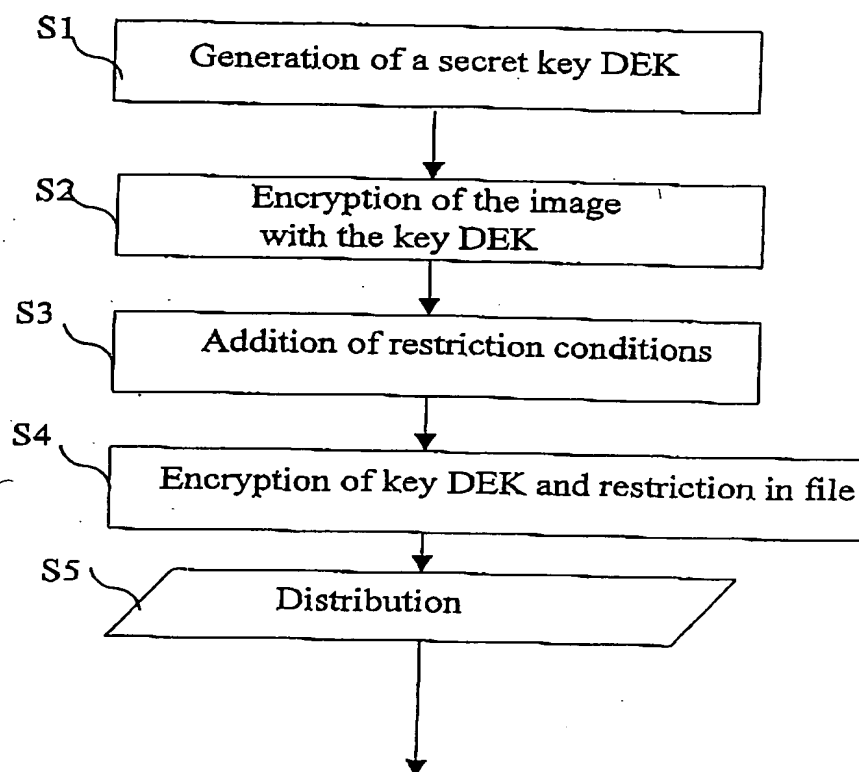 S1
Generation of a secret key DEK
S2
Encryption of the image
with the key DEK
S3
Addition of restriction conditions
S4
Encryption of key DEK and restriction in file
S5
Distribution